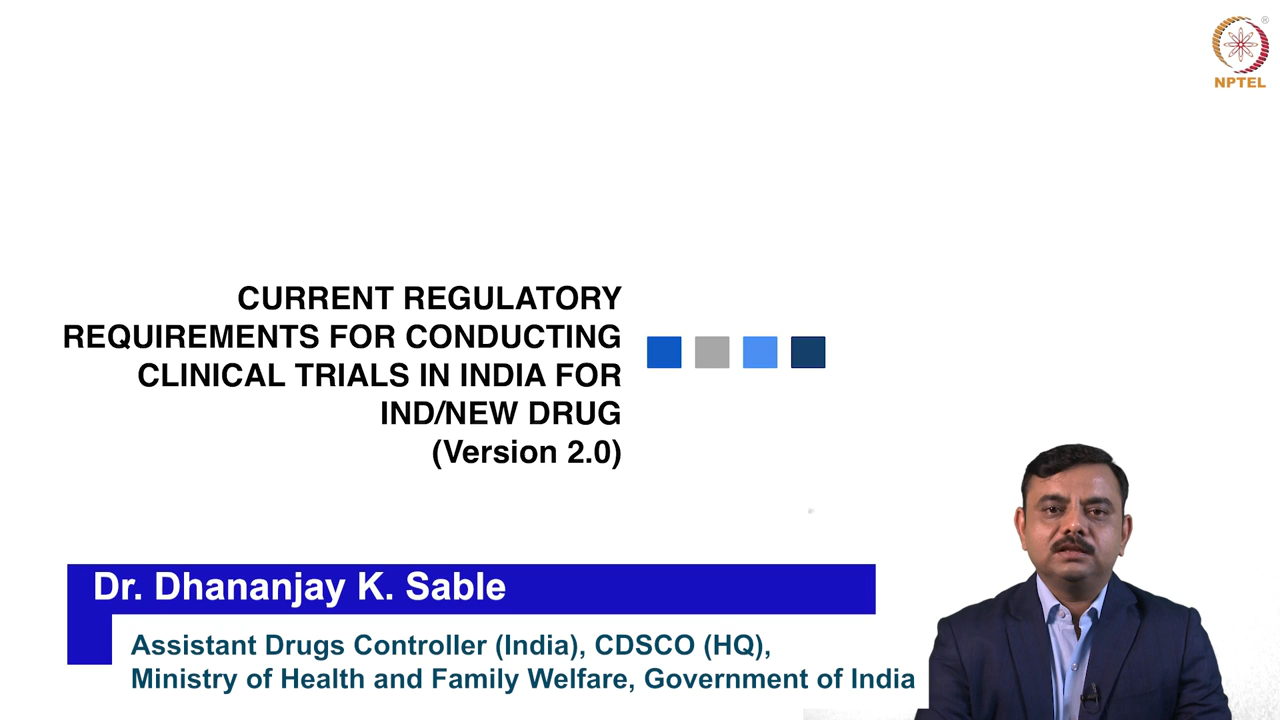 NPTEL
CURRENT REGULATORY
REQUIREMENTS FOR CONDUCTING
CLINICAL TRIALS IN INDIA FOR
IND/NEW DRUG
(Version 2.0)
Dr. Dhananjay K. Sable
Assistant Drugs Controller (India), CDSCO (HQ),
Ministry of Health and Family Welfare, Government of India